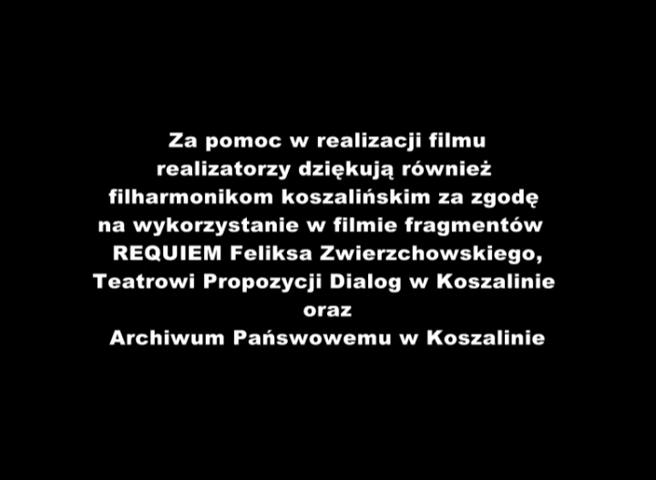 Za pomoc w realizacji filmu
realizatorzy dziękują również
filharmonikom koszalińskim za zgodę
na wykorzystanie w filmie fragmentów
REQUIEM Feliksa Zwierzchowskiego,
Teatrowi Propozycji Dialog w Koszalinie
oraz
Archiwum Pańswowemu w Koszalinie